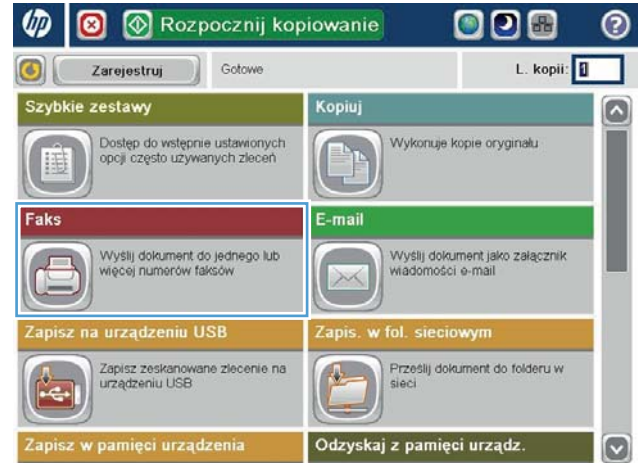 hp
Rozpocznij kopiowanie
?
Zarejestruj
Gotowe
L. kopii: 1
Szybkie zestawy
Dostęp do wstępnie ustawionych
opcji często używanych zleceń
Kopiuj
Wykonuje kopie oryginału
Faks
Wyślij dokument do jednego lub
więcej numerów faksów
E-mail
Wyślij dokument jako załącznik
wiadomości e-mail
Zapisz na urządzeniu USB
Zapisz zeskanowane zlecenie na
urządzeniu USB
Zapis. w fol. sieciowym
Prześlij dokument do folderu w
sieci
Zapisz w pamięci urządzenia
Odzyskaj z pamięci urządz.